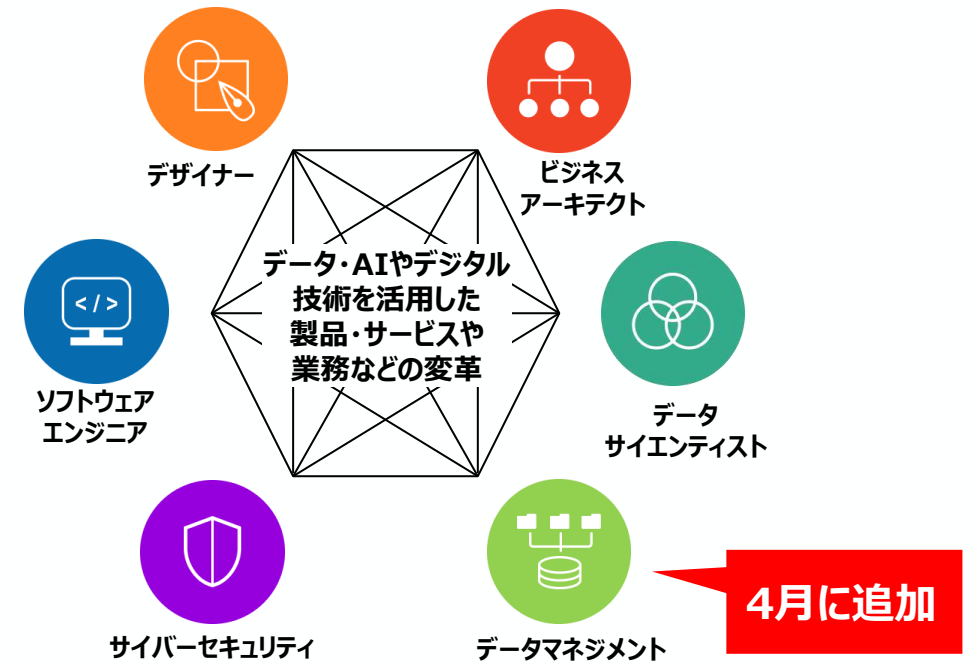 デザイナー
ビジネス
アーキテクト
データ・AIやデジタル
技術を活用した
製品・サービスや
業務などの変革
</>
ソフトウェア
エンジニア
データ
サイエンティスト
サイバーセキュリティ
データマネジメント
4月に追加